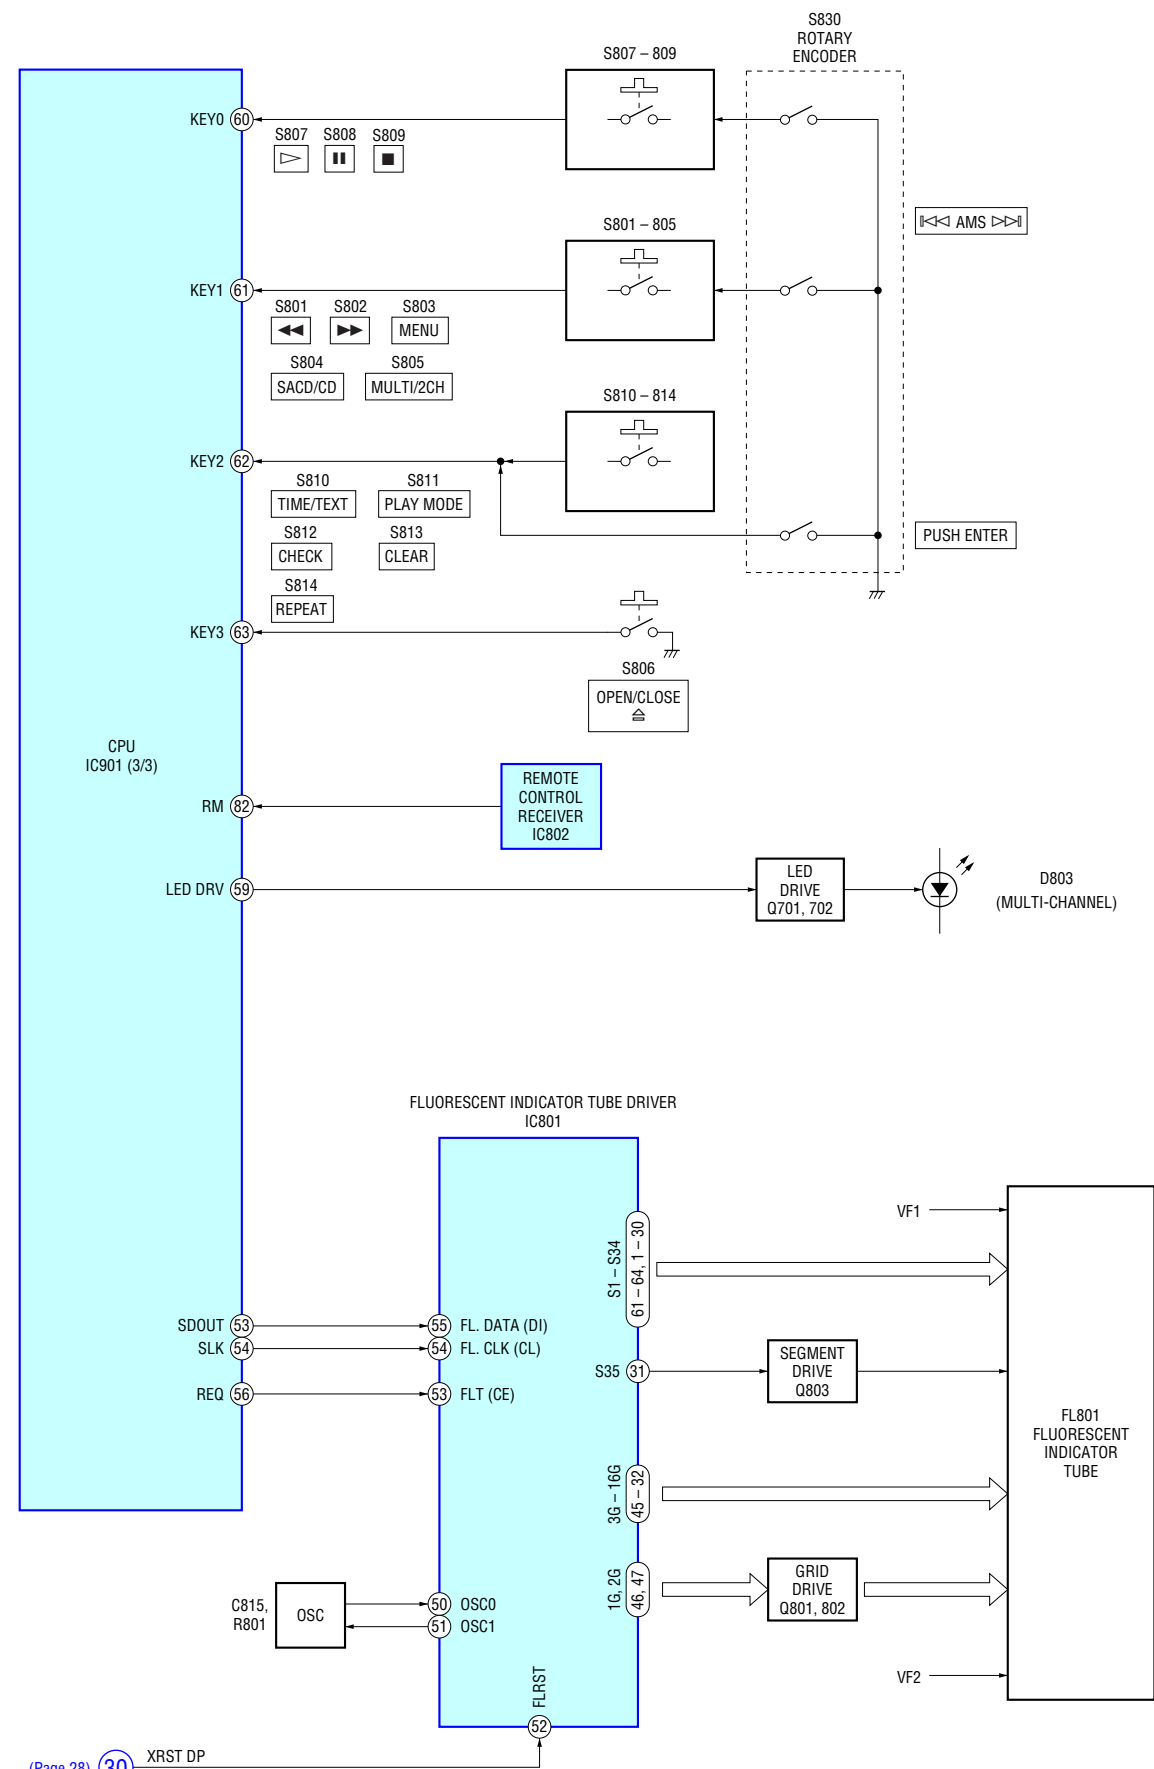 S830
ROTARY
ENCODER
S807 – 809
KEY0 60
S807 S808 S809
AMS
S801 – 805
KEY1 61
S801 S802 S803
MENU
S804 S805
SACD/CD MULTI/2CH
S810 – 814
KEY2 62
S810 S811
TIME/TEXT PLAY MODE
S812 S813
CHECK CLEAR
PUSH ENTER
S814
REPEAT
KEY3 63
S806
OPEN/CLOSE
CPU
IC901 (3/3)
REMOTE
CONTROL
RECEIVER
IC802
RM 82
LED DRV 59
LED
DRIVE
Q701, 702
D803
(MULTI-CHANNEL)
FLUORESCENT INDICATOR TUBE DRIVER
IC801
VF1
S1 – S34
61 – 64, 1 – 30
SDOUT 53
55 FL. DATA (DI)
SLK 54
54 FL. CLK (CL)
REQ 56
53 FLT (CE)
S35 31
SEGMENT
DRIVE
Q803
FL801
FLUORESCENT
INDICATOR
TUBE
3G – 16G
45 – 32
1G, 2G
46, 47
GRID
DRIVE
Q801, 802
C815,
R801
OSC
50 OSC0
51 OSC1
VF2
FLRST
52
(Page 28) 30 XRST DP